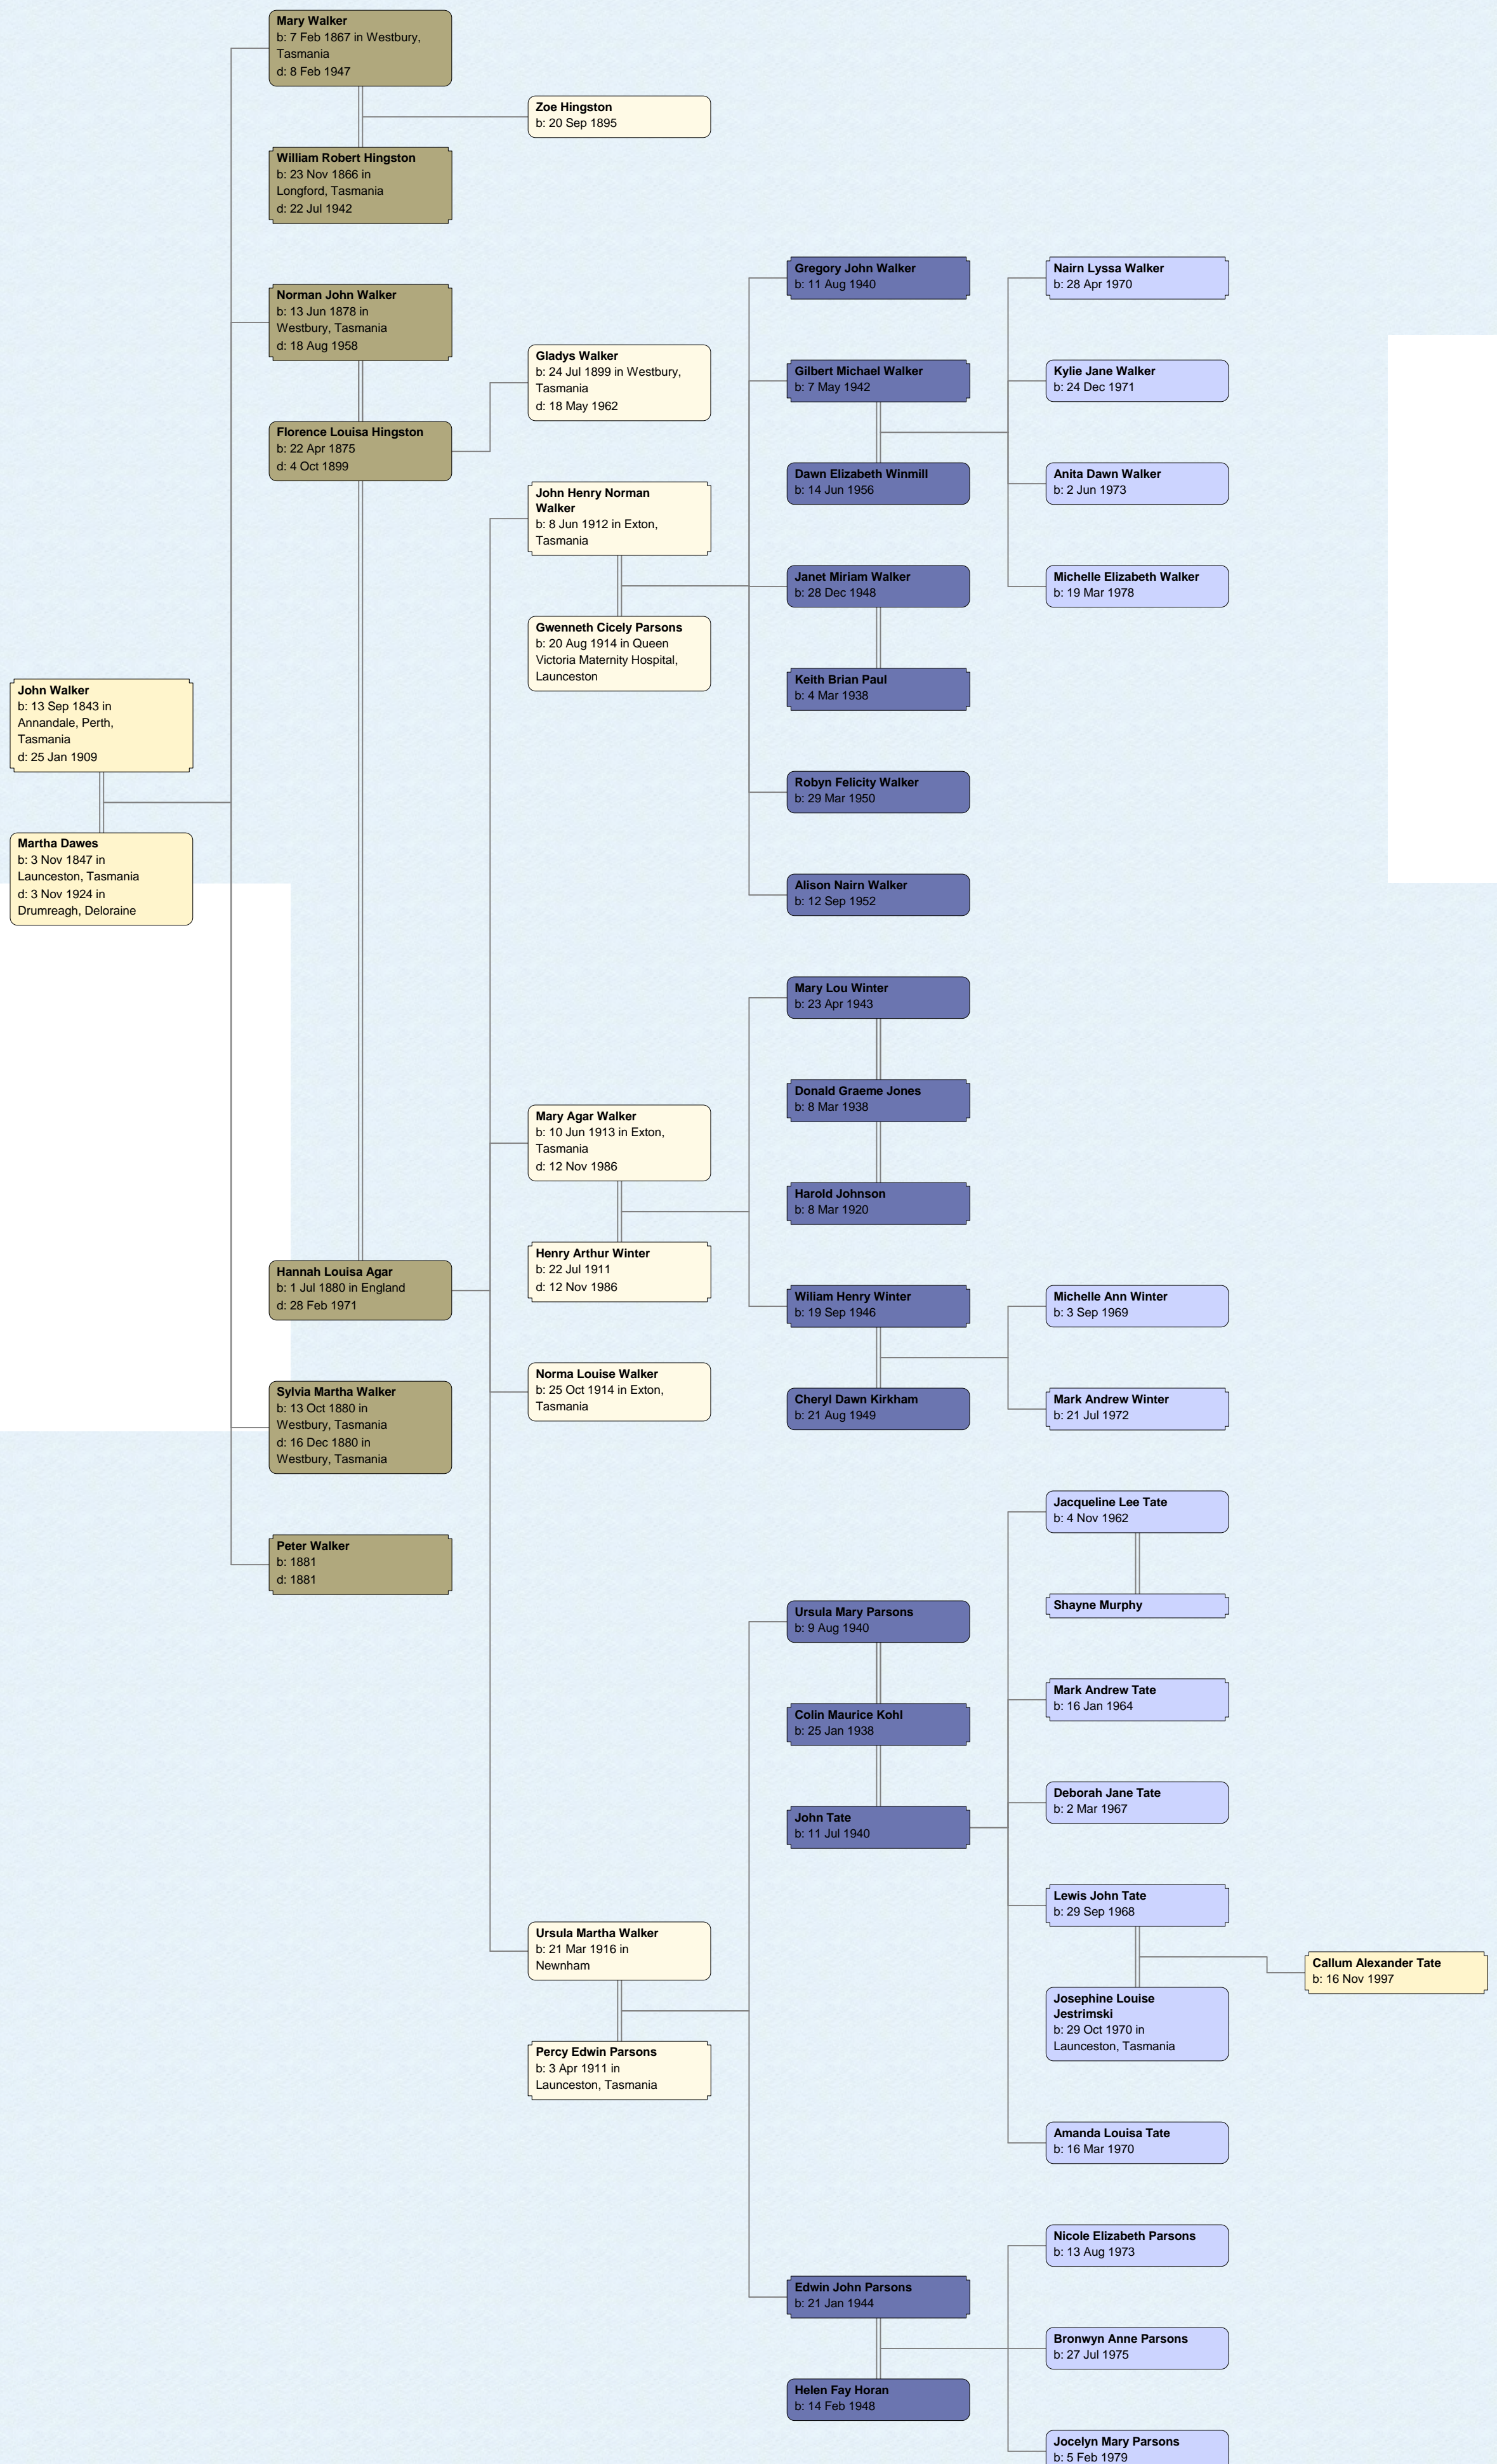 Mary Walker
b: 7 Feb 1867 in Westbury,
Tasmania
d: 8 Feb 1947
Zoe Hingston
b: 20 Sep 1895
William Robert Hingston
b: 23 Nov 1866 in
Longford, Tasmania
d: 22 Jul 1942
Gregory John Walker
b: 11 Aug 1940
Nairn Lyssa Walker
b: 28 Apr 1970
Norman John Walker
b: 13 Jun 1878 in
Westbury, Tasmania
d: 18 Aug 1958
Gladys Walker
b: 24 Jul 1899 in Westbury,
Tasmania
d: 18 May 1962
Gilbert Michael Walker
b: 7 May 1942
Kylie Jane Walker
b: 24 Dec 1971
Florence Louisa Hingston
b: 22 Apr 1875
d: 4 Oct 1899
Dawn Elizabeth Winmill
b: 14 Jun 1956
Anita Dawn Walker
b: 2 Jun 1973
John Henry Norman
Walker
b: 8 Jun 1912 in Exton,
Tasmania
Janet Miriam Walker
b: 28 Dec 1948
Michelle Elizabeth Walker
b: 19 Mar 1978
Gwenneth Cicely Parsons
b: 20 Aug 1914 in Queen
Victoria Maternity Hospital,
Launceston
Keith Brian Paul
b: 4 Mar 1938
John Walker
b: 13 Sep 1843 in
Annandale, Perth,
Tasmania
d: 25 Jan 1909
Robyn Felicity Walker
b: 29 Mar 1950
Martha Dawes
b: 3 Nov 1847 in
Launceston, Tasmania
d: 3 Nov 1924 in
Drumreagh, Deloraine
Alison Nairn Walker
b: 12 Sep 1952
Mary Lou Winter
b: 23 Apr 1943
Donald Graeme Jones
b: 8 Mar 1938
Mary Agar Walker
b: 10 Jun 1913 in Exton,
Tasmania
d: 12 Nov 1986
Harold Johnson
b: 8 Mar 1920
Henry Arthur Winter
b: 22 Jul 1911
d: 12 Nov 1986
Hannah Louisa Agar
b: 1 Jul 1880 in England
d: 28 Feb 1971
Wiliam Henry Winter
b: 19 Sep 1946
Michelle Ann Winter
b: 3 Sep 1969
Norma Louise Walker
b: 25 Oct 1914 in Exton,
Tasmania
Sylvia Martha Walker
b: 13 Oct 1880 in
Westbury, Tasmania
d: 16 Dec 1880 in
Westbury, Tasmania
Cheryl Dawn Kirkham
b: 21 Aug 1949
Mark Andrew Winter
b: 21 Jul 1972
Jacqueline Lee Tate
b: 4 Nov 1962
Peter Walker
b: 1881
d: 1881
Shayne Murphy
Ursula Mary Parsons
b: 9 Aug 1940
Mark Andrew Tate
b: 16 Jan 1964
Colin Maurice Kohl
b: 25 Jan 1938
Deborah Jane Tate
b: 2 Mar 1967
John Tate
b: 11 Jul 1940
Lewis John Tate
b: 29 Sep 1968
Ursula Martha Walker
b: 21 Mar 1916 in
Newnham
Callum Alexander Tate
b: 16 Nov 1997
Josephine Louise
Jestrimski
b: 29 Oct 1970 in
Launceston, Tasmania
Percy Edwin Parsons
b: 3 Apr 1911 in
Launceston, Tasmania
Amanda Louisa Tate
b: 16 Mar 1970
Nicole Elizabeth Parsons
b: 13 Aug 1973
Edwin John Parsons
b: 21 Jan 1944
Bronwyn Anne Parsons
b: 27 Jul 1975
Helen Fay Horan
b: 14 Feb 1948
Jocelyn Mary Parsons
b: 5 Feb 1979